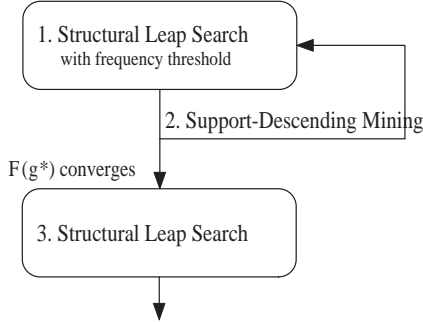 1. Structural Leap Search
with frequency threshold
2. Support-Descending Mining
F(g*) converges
3. Structural Leap Search